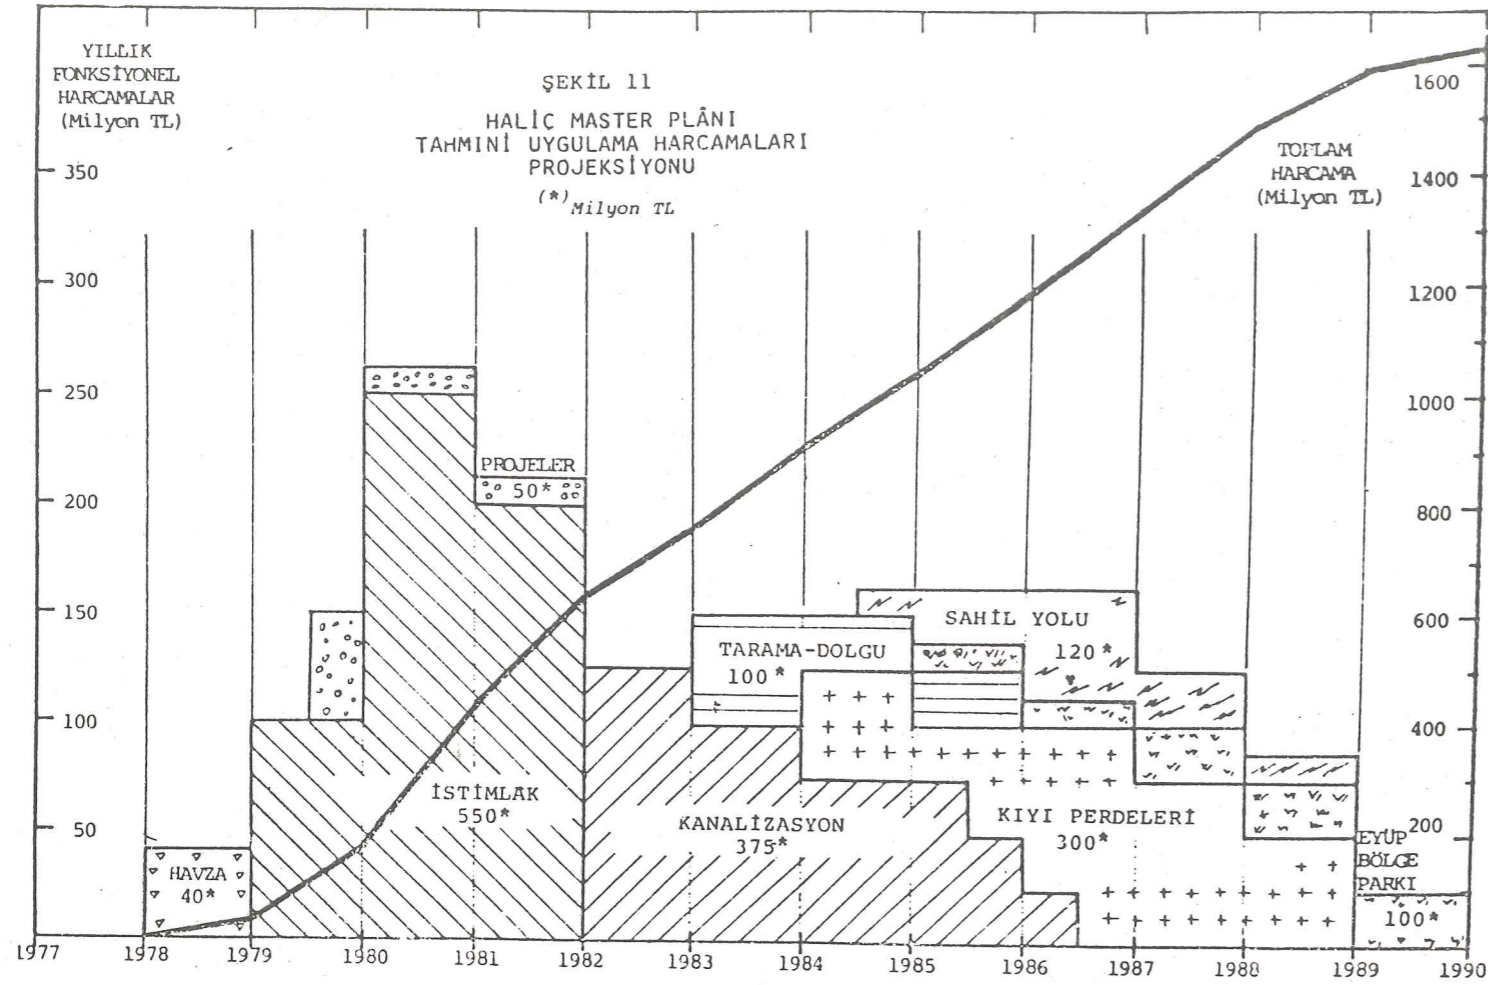 YILLIK
FONKSİYONEL
HARCAMALAR
(Milyon TL)
ŞEKİL 11
HALİÇ MASTER PLÂNI
TAHMINİ UYGULAMA HARCAMALARI
PROJEKSİYONU
(*) Milyon TL
TOPLAM
HARCAMA
(Milyon TL)
350
300
250
200
150
100
50
1600
1400
1200
1000
800
600
400
200
PROJELER
50*
SAHİL YOLU
120*
TARAMA-DOLGU
100*
İSTİMLAK
550*
KANALİZASYON
375*
KIYI PERDELERİ
300*
HAVZA
40*
EYÜP
BÖLGE
PARKI
100*
1977 1978 1979 1980 1981 1982 1983 1984 1985 1986 1987 1988 1989 1990